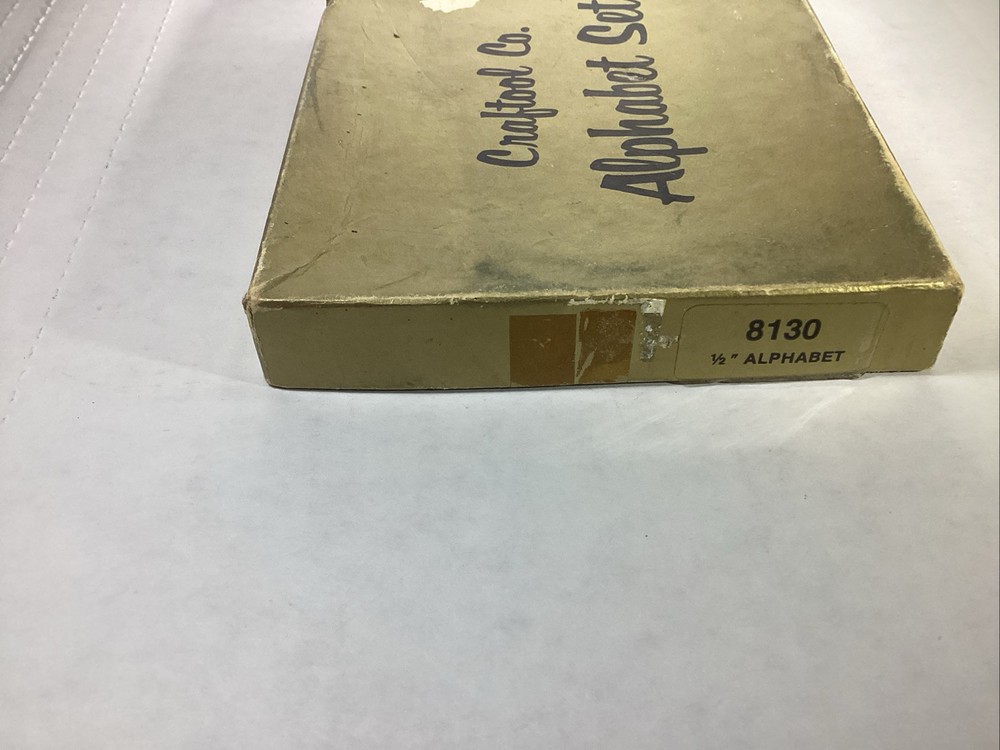 Craftool Co.
Alphabet Set
8130
½" ALPHABET